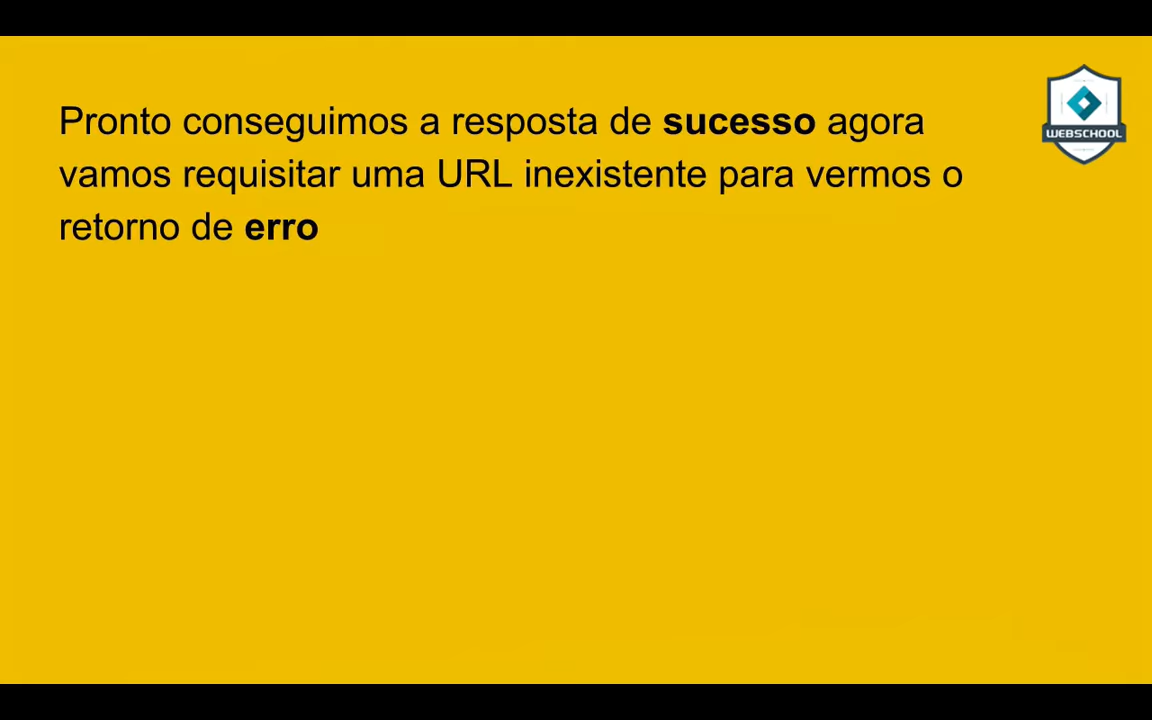 Pronto conseguimos a resposta de sucesso agora
vamos requisitar uma URL inexistente para vermos o
retorno de erro
WEBSCHOOL